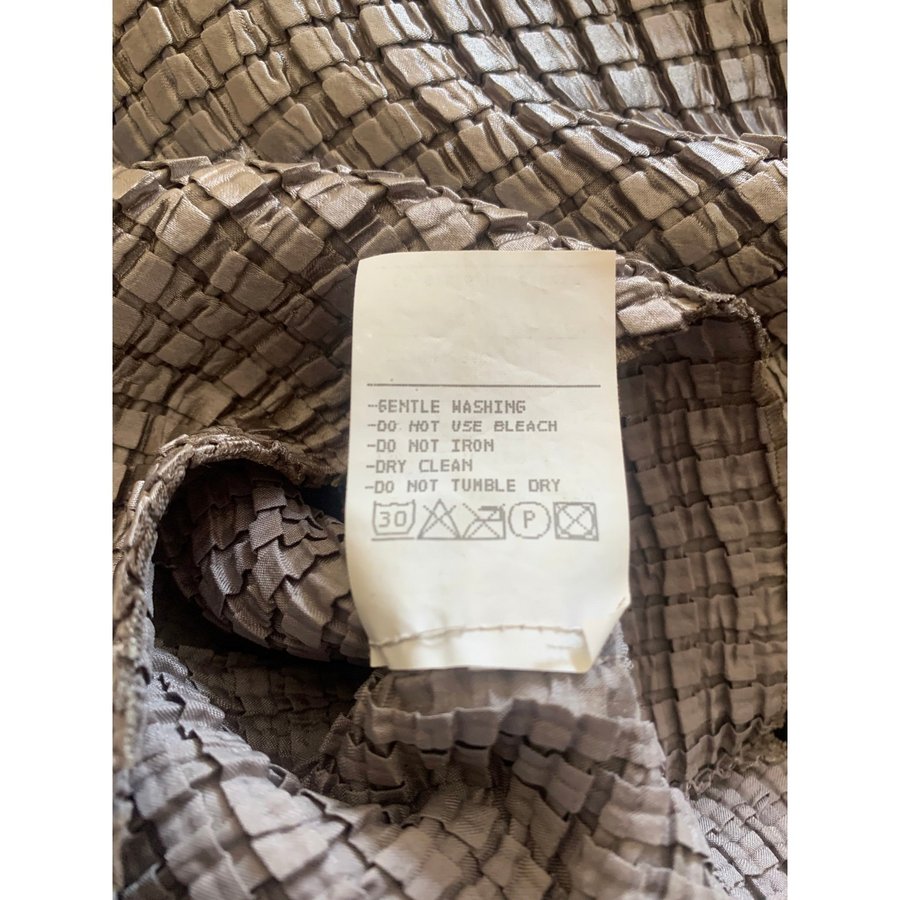 -GENTLE WASHING
-DO NOT USE BLEACH
-DO NOT IRON
-DRY CLEAN
-DO NOT TUMBLE DRY
30 P